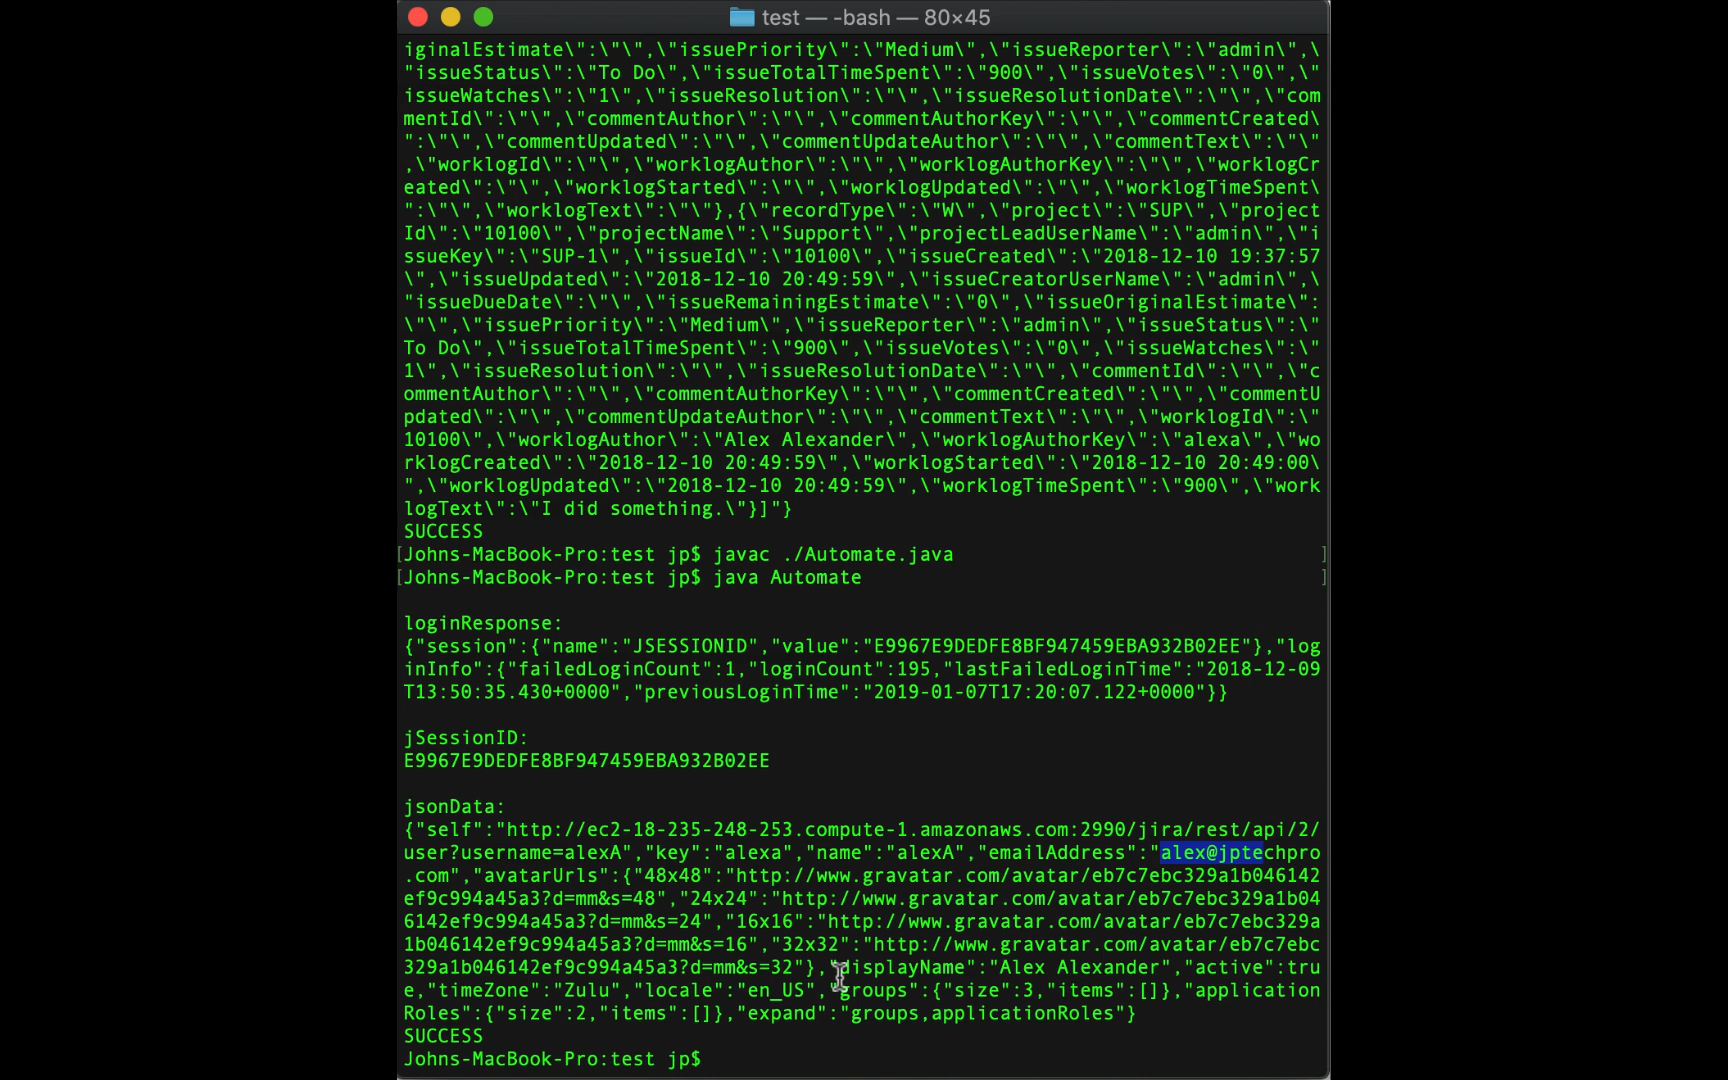 test — -bash — 80×45
iginalEstimate\":\"\",\"issuePriority\":\"Medium\",\"issueReporter\":\"admin\",\
"issueStatus\":\"To Do\",\"issueTotalTimeSpent\":\"900\",\"issueVotes\":\"0\",\"
issueWatches\":\"1\",\"issueResolution\":\"\",\"issueResolutionDate\":\"\",\"com
mentId\":\"\",\"commentAuthor\":\"\",\"commentAuthorKey\":\"\",\"commentCreated\
":\"\",\"commentUpdated\":\"\",\"commentUpdateAuthor\":\"\",\"commentText\":\"\"
,\"worklogId\":\"\",\"worklogAuthor\":\"\",\"worklogAuthorKey\":\"\",\"worklogCr
eated\":\"\",\"worklogStarted\":\"\",\"worklogUpdated\":\"\",\"worklogTimeSpent\
":\"\",\"worklogText\":\"\"},{\"recordType\":\"W\",\"project\":\"SUP\",\"project
Id\":\"10100\",\"projectName\":\"Support\",\"projectLeadUserName\":\"admin\",\"i
ssueKey\":\"SUP-1\",\"issueId\":\"10100\",\"issueCreated\":\"2018-12-10 19:37:57
\",\"issueUpdated\":\"2018-12-10 20:49:59\",\"issueCreatorUserName\":\"admin\",\
"issueDueDate\":\"\",\"issueRemainingEstimate\":\"0\",\"issueOriginalEstimate\":
\"\",\"issuePriority\":\"Medium\",\"issueReporter\":\"admin\",\"issueStatus\":\"
To Do\",\"issueTotalTimeSpent\":\"900\",\"issueVotes\":\"0\",\"issueWatches\":\"
1\",\"issueResolution\":\"\",\"issueResolutionDate\":\"\",\"commentId\":\"\",\"c
ommentAuthor\":\"\",\"commentAuthorKey\":\"\",\"commentCreated\":\"\",\"commentU
pdated\":\"\",\"commentUpdateAuthor\":\"\",\"commentText\":\"\",\"worklogId\":\"
10100\",\"worklogAuthor\":\"Alex Alexander\",\"worklogAuthorKey\":\"alexa\",\"wo
rklogCreated\":\"2018-12-10 20:49:59\",\"worklogStarted\":\"2018-12-10 20:49:00\
",\"worklogUpdated\":\"2018-12-10 20:49:59\",\"worklogTimeSpent\":\"900\",\"work
logText\":\"I did something.\"}]"}
SUCCESS
[Johns-MacBook-Pro:test jp$ javac ./Automate.java ]
[Johns-MacBook-Pro:test jp$ java Automate ]
loginResponse:
{"session":{"name":"JSESSIONID","value":"E9967E9DEDFE8BF947459EBA932B02EE"},"log
inInfo":{"failedLoginCount":1,"loginCount":195,"lastFailedLoginTime":"2018-12-09
T13:50:35.430+0000","previousLoginTime":"2019-01-07T17:20:07.122+0000"}}
jSessionID:
E9967E9DEDFE8BF947459EBA932B02EE
jsonData:
{"self":"http://ec2-18-235-248-253.compute-1.amazonaws.com:2990/jira/rest/api/2/
user?username=alexA","key":"alexa","name":"alexA","emailAddress":"alex@jptechpro
.com","avatarUrls":{"48x48":"http://www.gravatar.com/avatar/eb7c7ebc329a1b046142
ef9c994a45a3?d=mm&s=48","24x24":"http://www.gravatar.com/avatar/eb7c7ebc329a1b04
6142ef9c994a45a3?d=mm&s=24","16x16":"http://www.gravatar.com/avatar/eb7c7ebc329a
1b046142ef9c994a45a3?d=mm&s=16","32x32":"http://www.gravatar.com/avatar/eb7c7ebc
329a1b046142ef9c994a45a3?d=mm&s=32"},"displayName":"Alex Alexander","active":tru
e,"timeZone":"Zulu","locale":"en_US","groups":{"size":3,"items":[]},"application
Roles":{"size":2,"items":[]},"expand":"groups,applicationRoles"}
SUCCESS
Johns-MacBook-Pro:test jp$